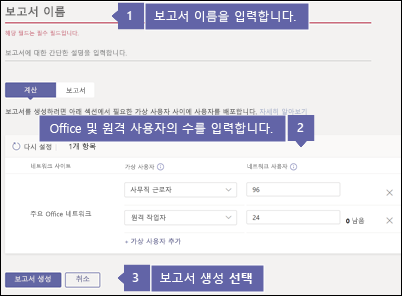 보고서 이름
1 보고서 이름을 입력합니다.
해당 필드는 필수 필드입니다.
보고서에 대한 간단한 설명을 입력합니다.
계산 보고서
보고서를 생성하려면 아래 섹션에서 필요한 가상 사용자 사이에 사용자를 배포합니다. 자세히 알아보기
Office 및 원격 사용자의 수를 입력합니다. 2
다시 설정 1개 항목
네트워크 사이트 가상 사용자 네트워크 사용자
사무직 근로자 96
주요 Office 네트워크 원격 작업자 24 0 남음
+ 가상 사용자 추가
보고서 생성 취소 3 보고서 생성 선택